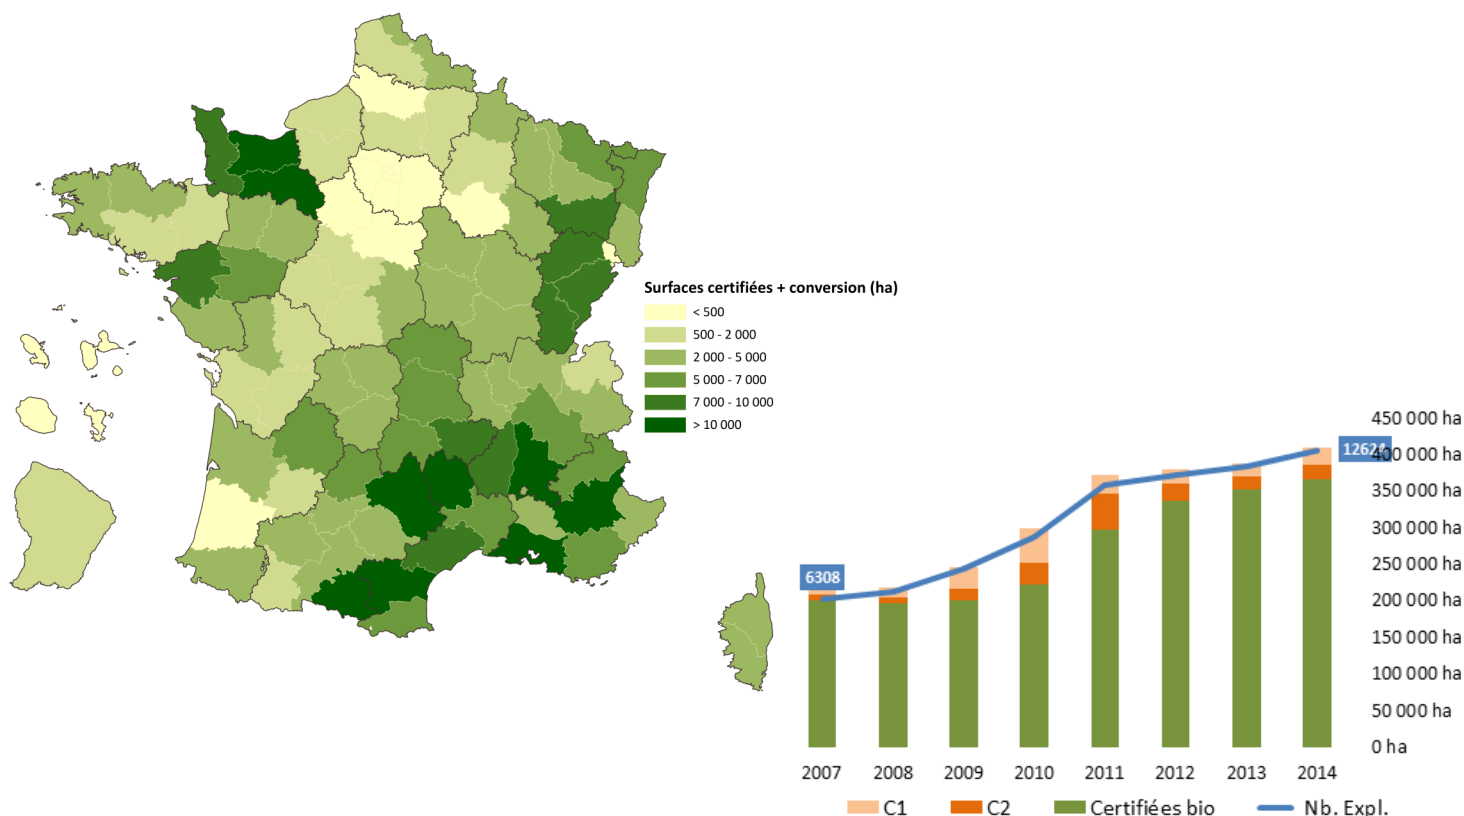 Surfaces certifiées + conversion (ha)
< 500
500 - 2 000
2 000 - 5 000
5 000 - 7 000
7 000 - 10 000
> 10 000
450 000 ha
400 000 ha
350 000 ha
300 000 ha
250 000 ha
200 000 ha
150 000 ha
100 000 ha
50 000 ha
0 ha
6308
2007 2008 2009 2010 2011 2012 2013 2014
C1 C2 Certifiées bio Nb. Expl.